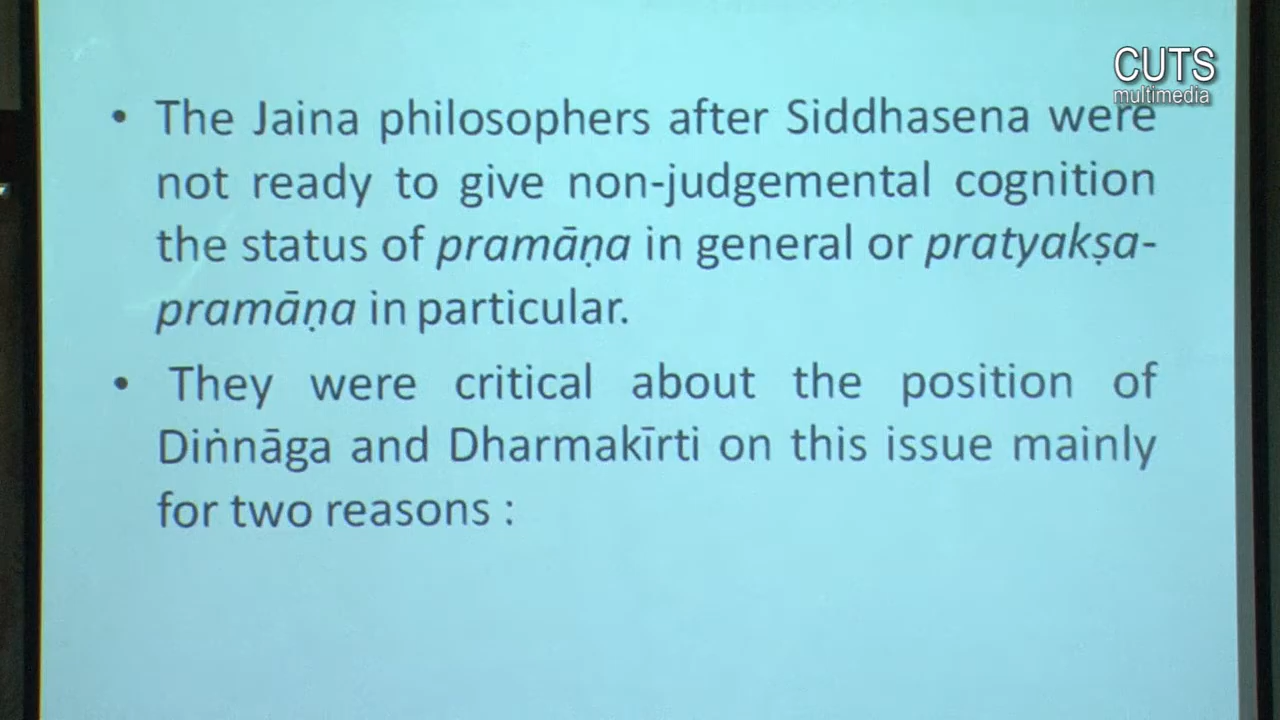 CUTS
multimedia
• The Jaina philosophers after Siddhasena were
not ready to give non-judgemental cognition
the status of pramāṇa in general or pratyakṣa-
pramāṇa in particular.
• They were critical about the position of
Diṅnāga and Dharmakīrti on this issue mainly
for two reasons :